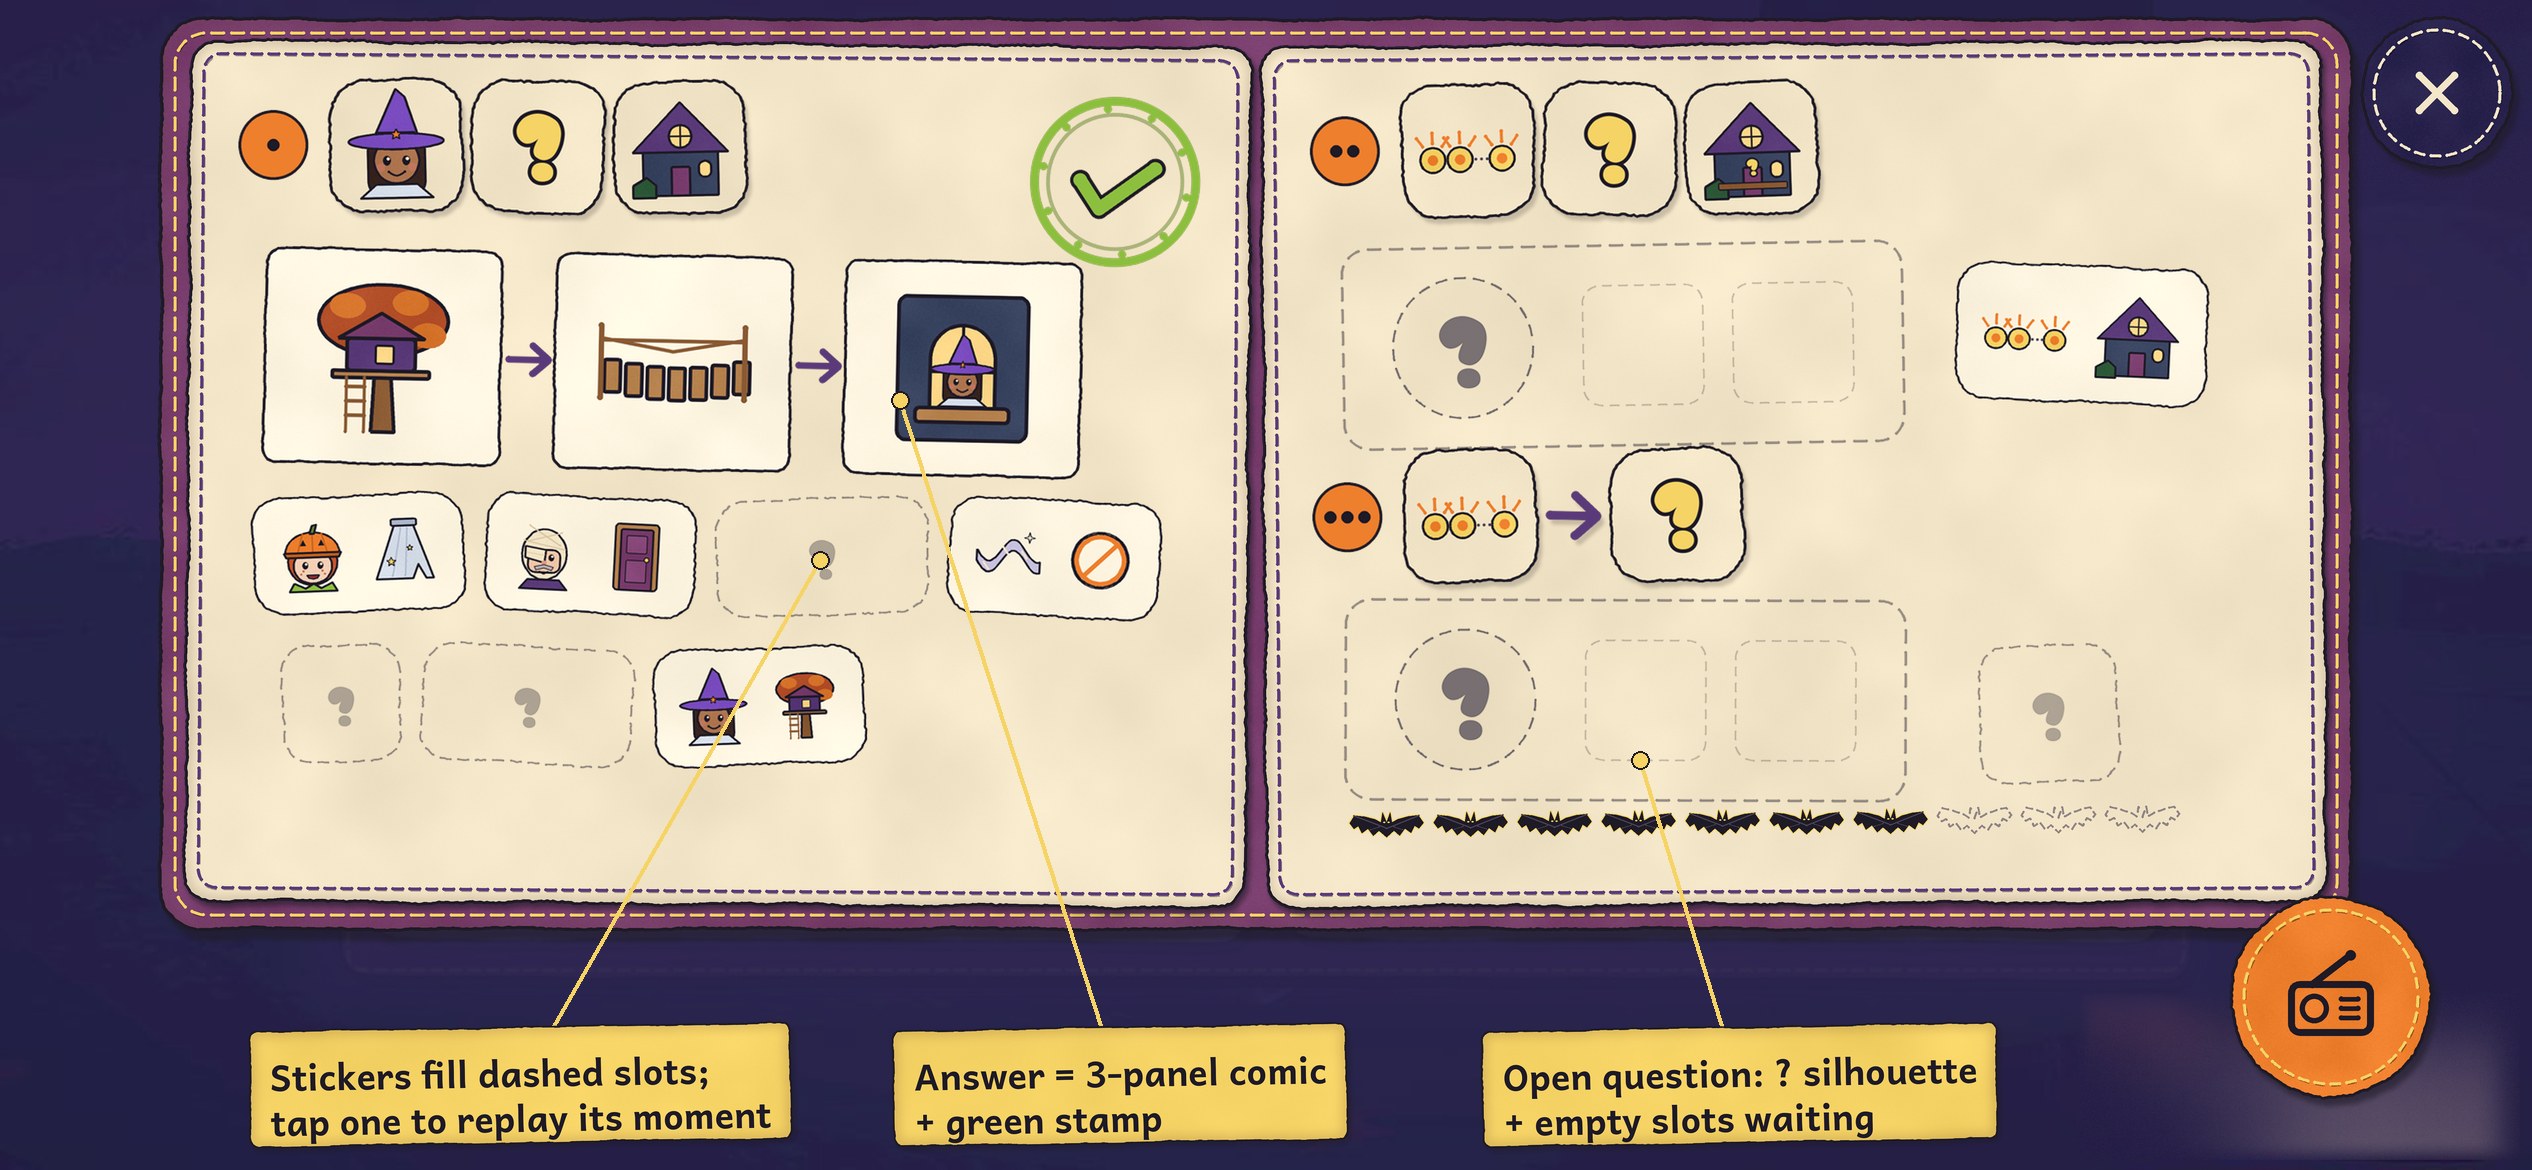 Stickers fill dashed slots;
tap one to replay its moment
Answer = 3-panel comic
+ green stamp
Open question: ? silhouette
+ empty slots waiting